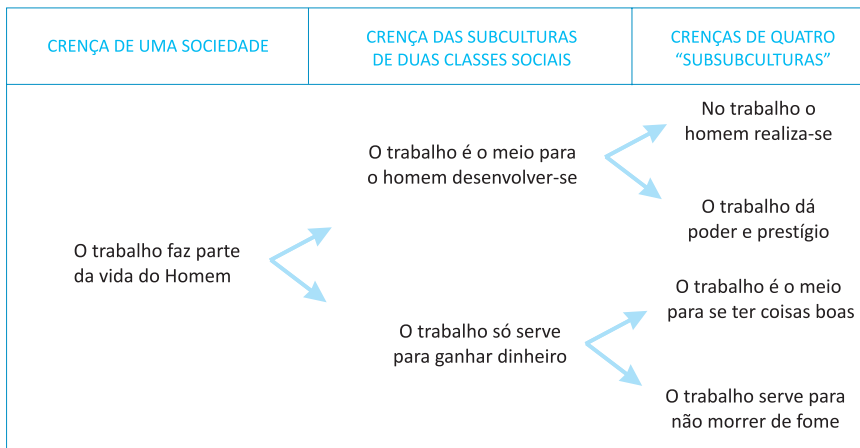 CRENÇA DE UMA SOCIEDADE
CRENÇA DAS SUBCULTURAS
DE DUAS CLASSES SOCIAIS
CRENÇAS DE QUATRO
“SUBSUBCULTURAS”
O trabalho faz parte
da vida do Homem
O trabalho é o meio para
o homem desenvolver-se
O trabalho só serve
para ganhar dinheiro
No trabalho o
homem realiza-se
O trabalho dá
poder e prestígio
O trabalho é o meio
para se ter coisas boas
O trabalho serve para
não morrer de fome